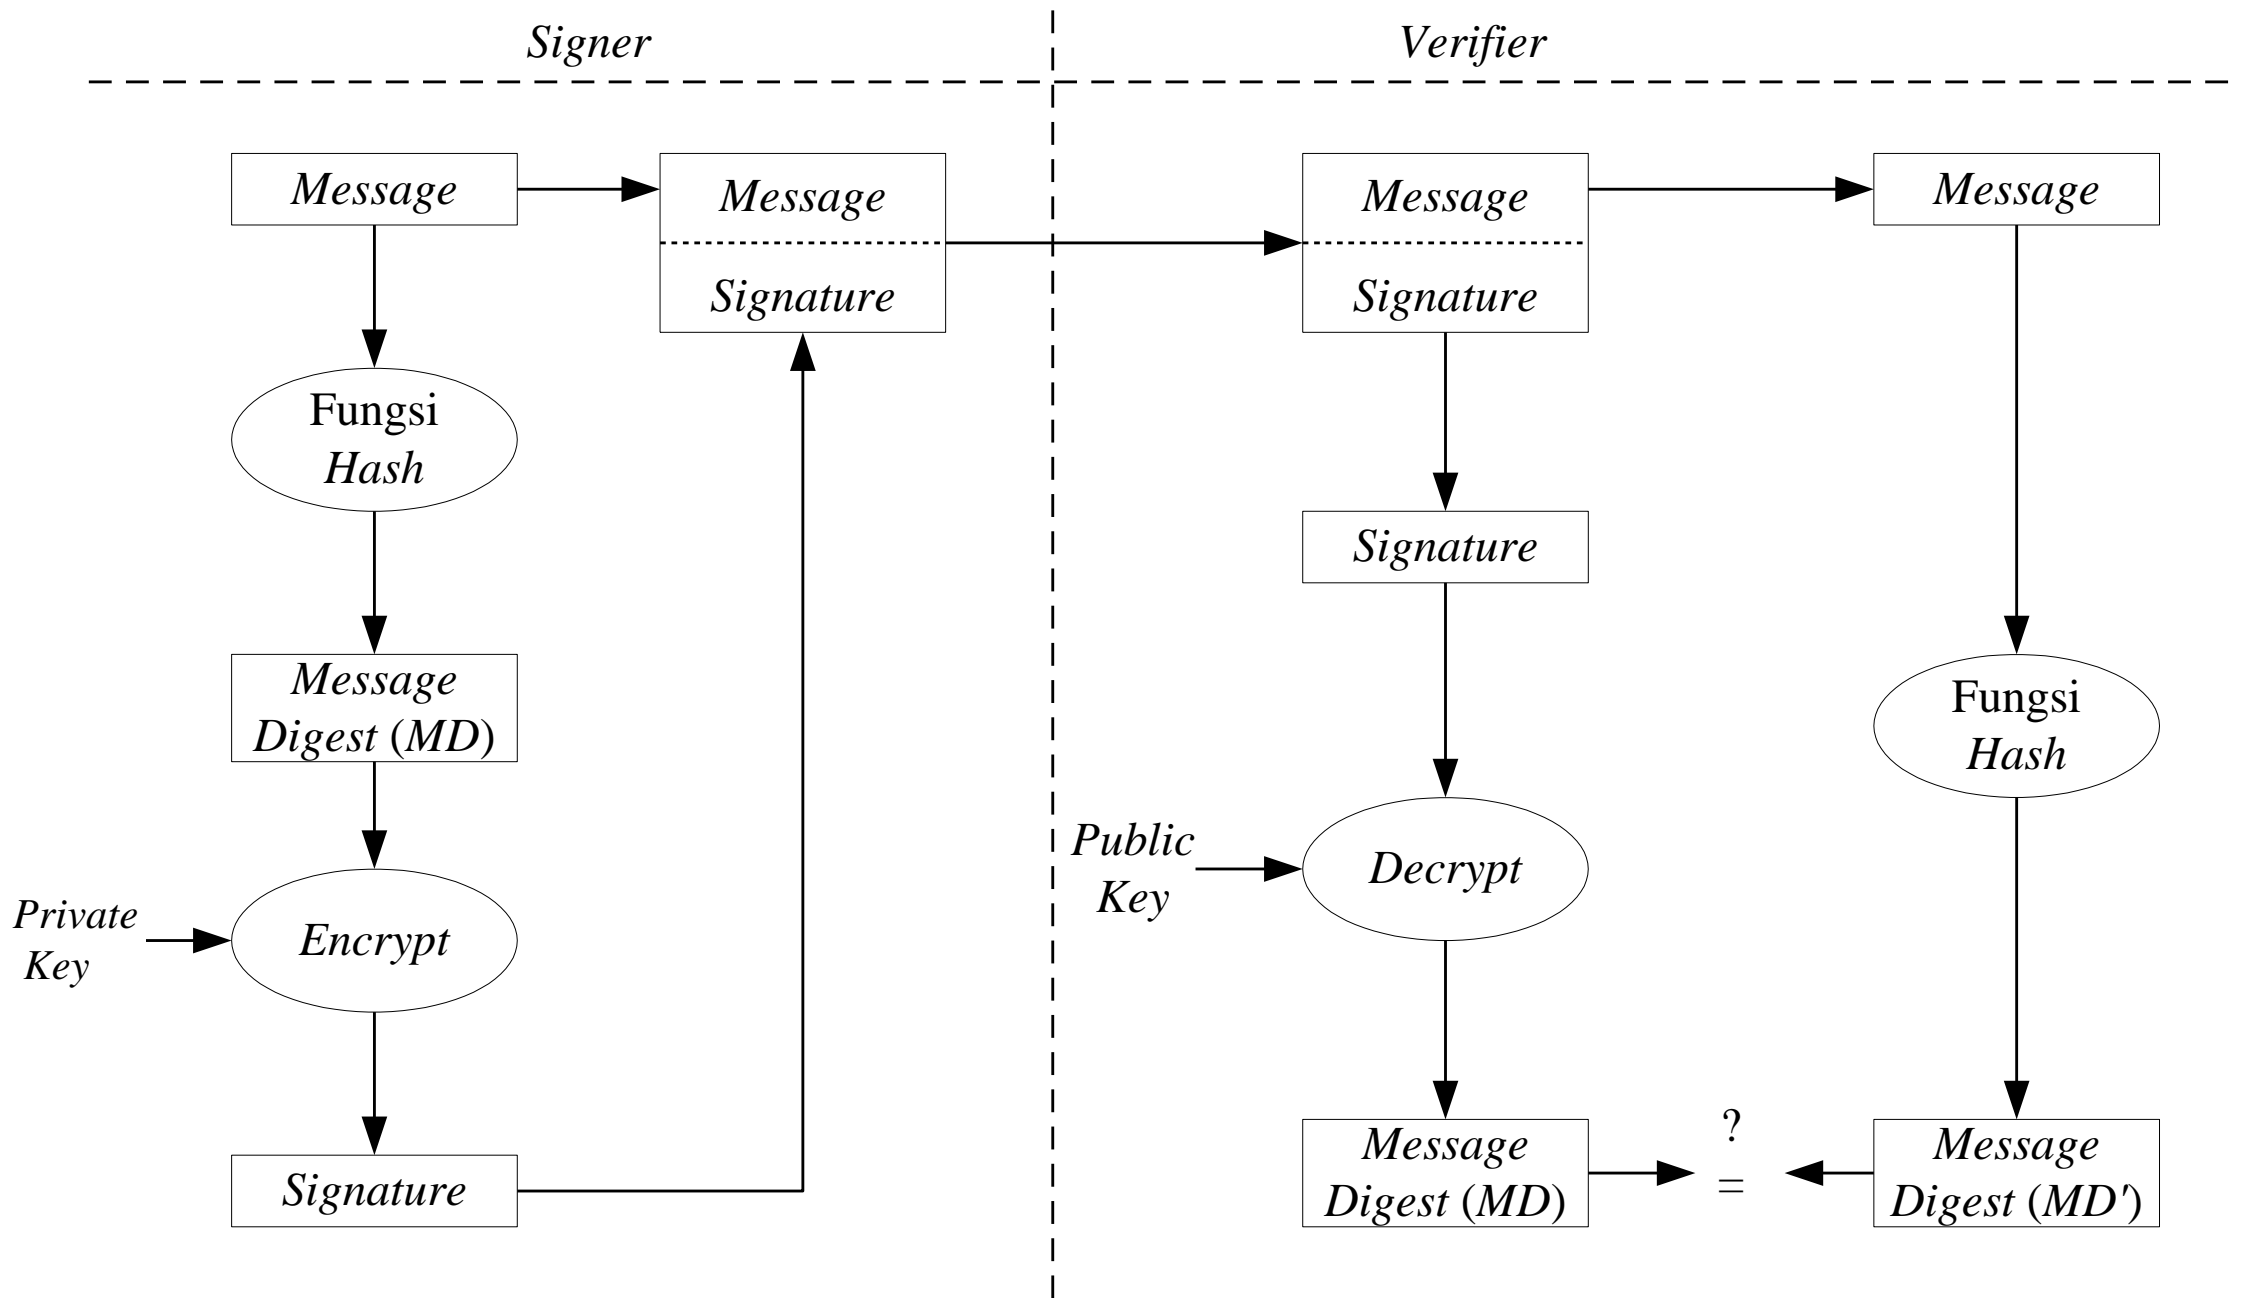 Signer
Verifier
Message
Message
Signature
Message
Signature
Message
Fungsi
Hash
Signature
Message
Digest (MD)
Fungsi
Hash
Public
Key
Decrypt
Private
Key
Encrypt
Signature
Message
Digest (MD)
?
=
Message
Digest (MD')